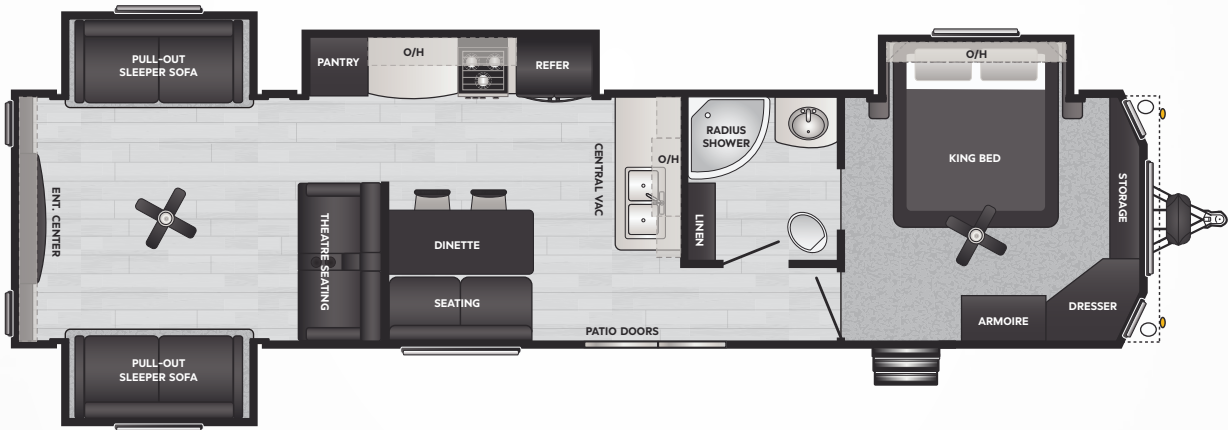 PULL-OUT
SLEEPER SOFA
PANTRY
O/H
REFER
O/H
RADIUS
SHOWER
O/H
KING BED
CENTRAL VAC
STORAGE
ENT. CENTER
THEATRE SEATING
DINETTE
LINEN
SEATING
PATIO DOORS
ARMOIRE
DRESSER
PULL-OUT
SLEEPER SOFA